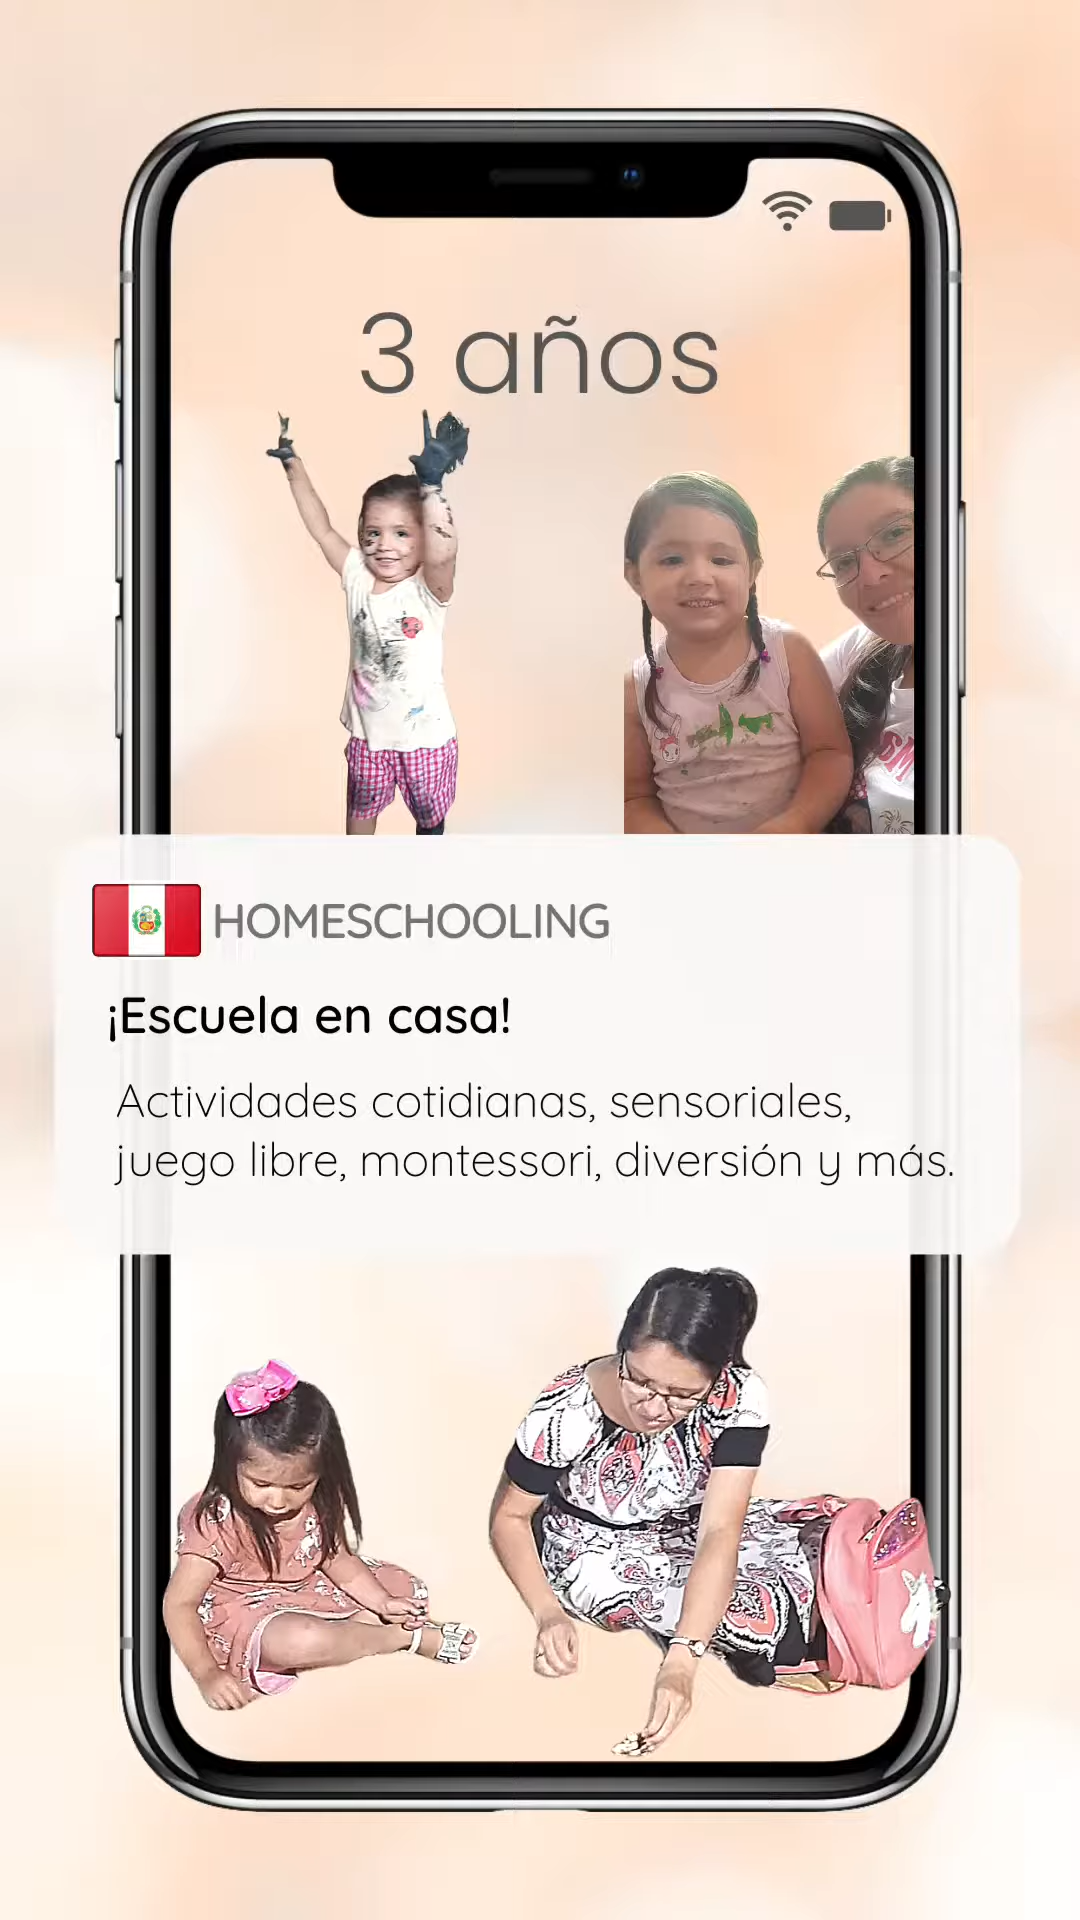 3 años
HOMESCHOOLING
¡Escuela en casa!
Actividades cotidianas, sensoriales,
juego libre, montessori, diversión y más.